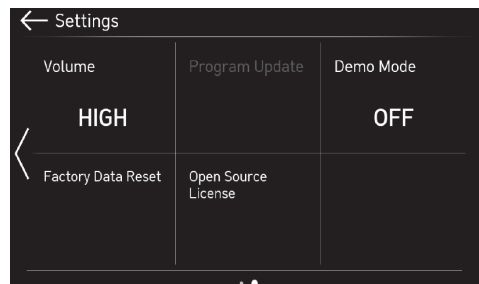 Settings
Volume
Program Update
Demo Mode
HIGH
OFF
Factory Data Reset
Open Source
License